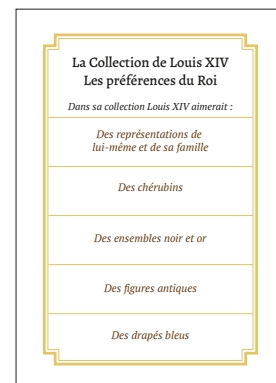 La Collection de Louis XIV
Les préférences du Roi
Dans sa collection Louis XIV aimerait :
Des représentations de
lui-même et de sa famille
Des chérubins
Des ensembles noir et or
Des figures antiques
Des drapés bleus